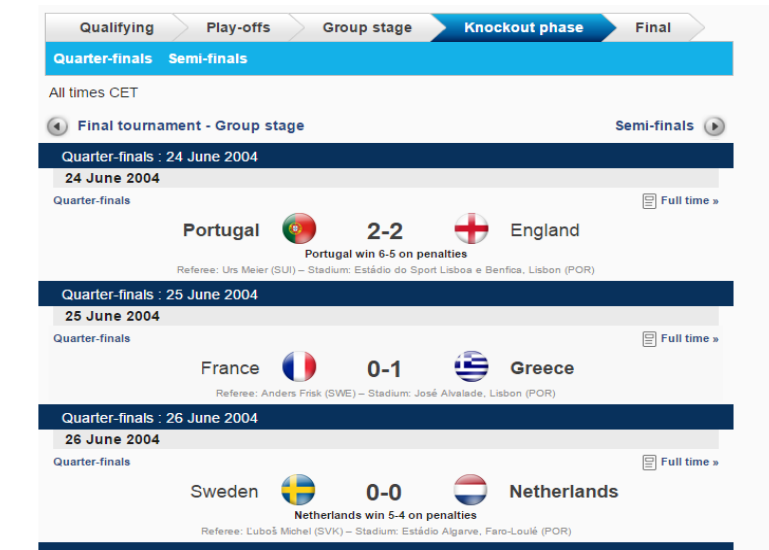 Qualifying Play-offs Group stage Knockout phase Final
Quarter-finals Semi-finals
All times CET
Final tournament - Group stage Semi-finals
Quarter-finals : 24 June 2004
24 June 2004
Quarter-finals Full time »
Portugal 2-2 England
Portugal win 6-5 on penalties
Referee: Urs Meier (SUI) – Stadium: Estádio do Sport Lisboa e Benfica, Lisbon (POR)
Quarter-finals : 25 June 2004
25 June 2004
Quarter-finals Full time »
France 0-1 Greece
Referee: Anders Frisk (SWE) – Stadium: José Alvalade, Lisbon (POR)
Quarter-finals : 26 June 2004
26 June 2004
Quarter-finals Full time »
Sweden 0-0 Netherlands
Netherlands win 5-4 on penalties
Referee: Ľuboš Michel (SVK) – Stadium: Estádio Algarve, Faro-Loulé (POR)